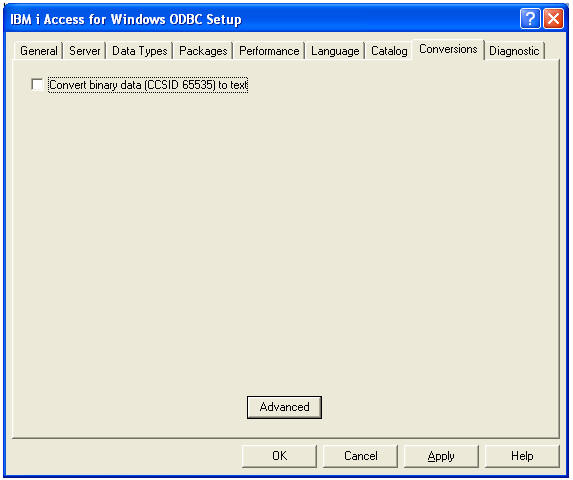 IBM i Access for Windows ODBC Setup
General Server Data Types Packages Performance Language Catalog Conversions Diagnostic
Convert binary data (CCSID 65535) to text
Advanced
OK Cancel Apply Help